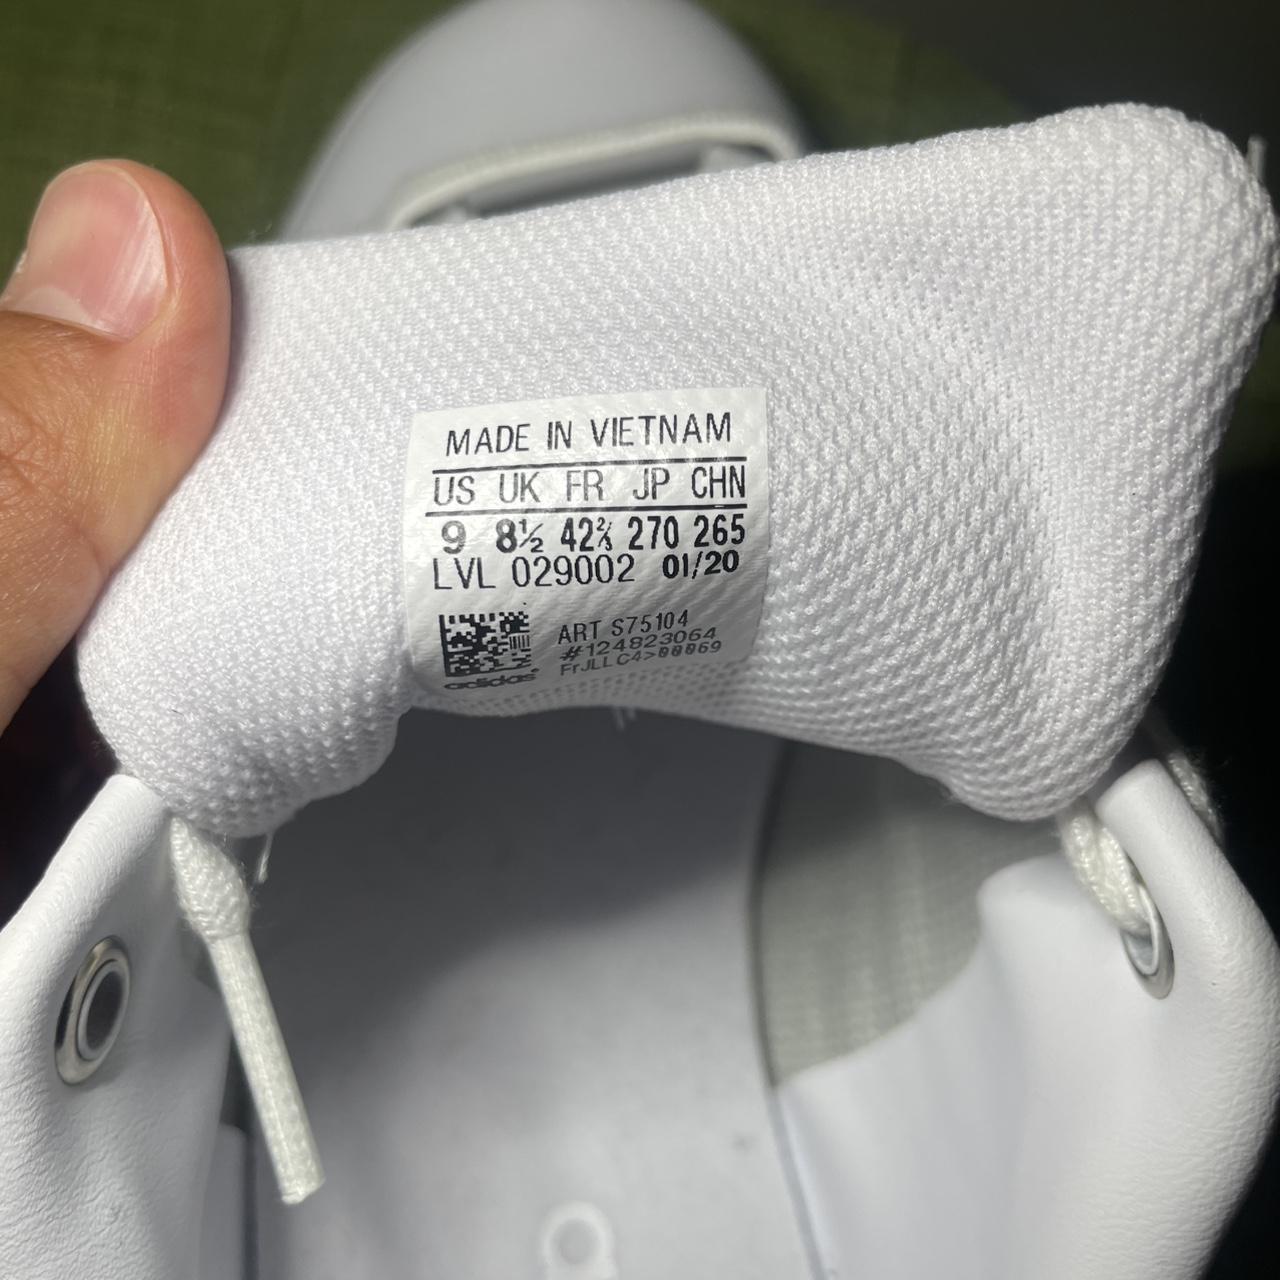 MADE IN VIETNAM
US UK FR JP CHN
9 8½ 42⅔ 270 265
LVL 029002 01/20
ART S75104
#124823064
FrJLLC4>00069
adidas